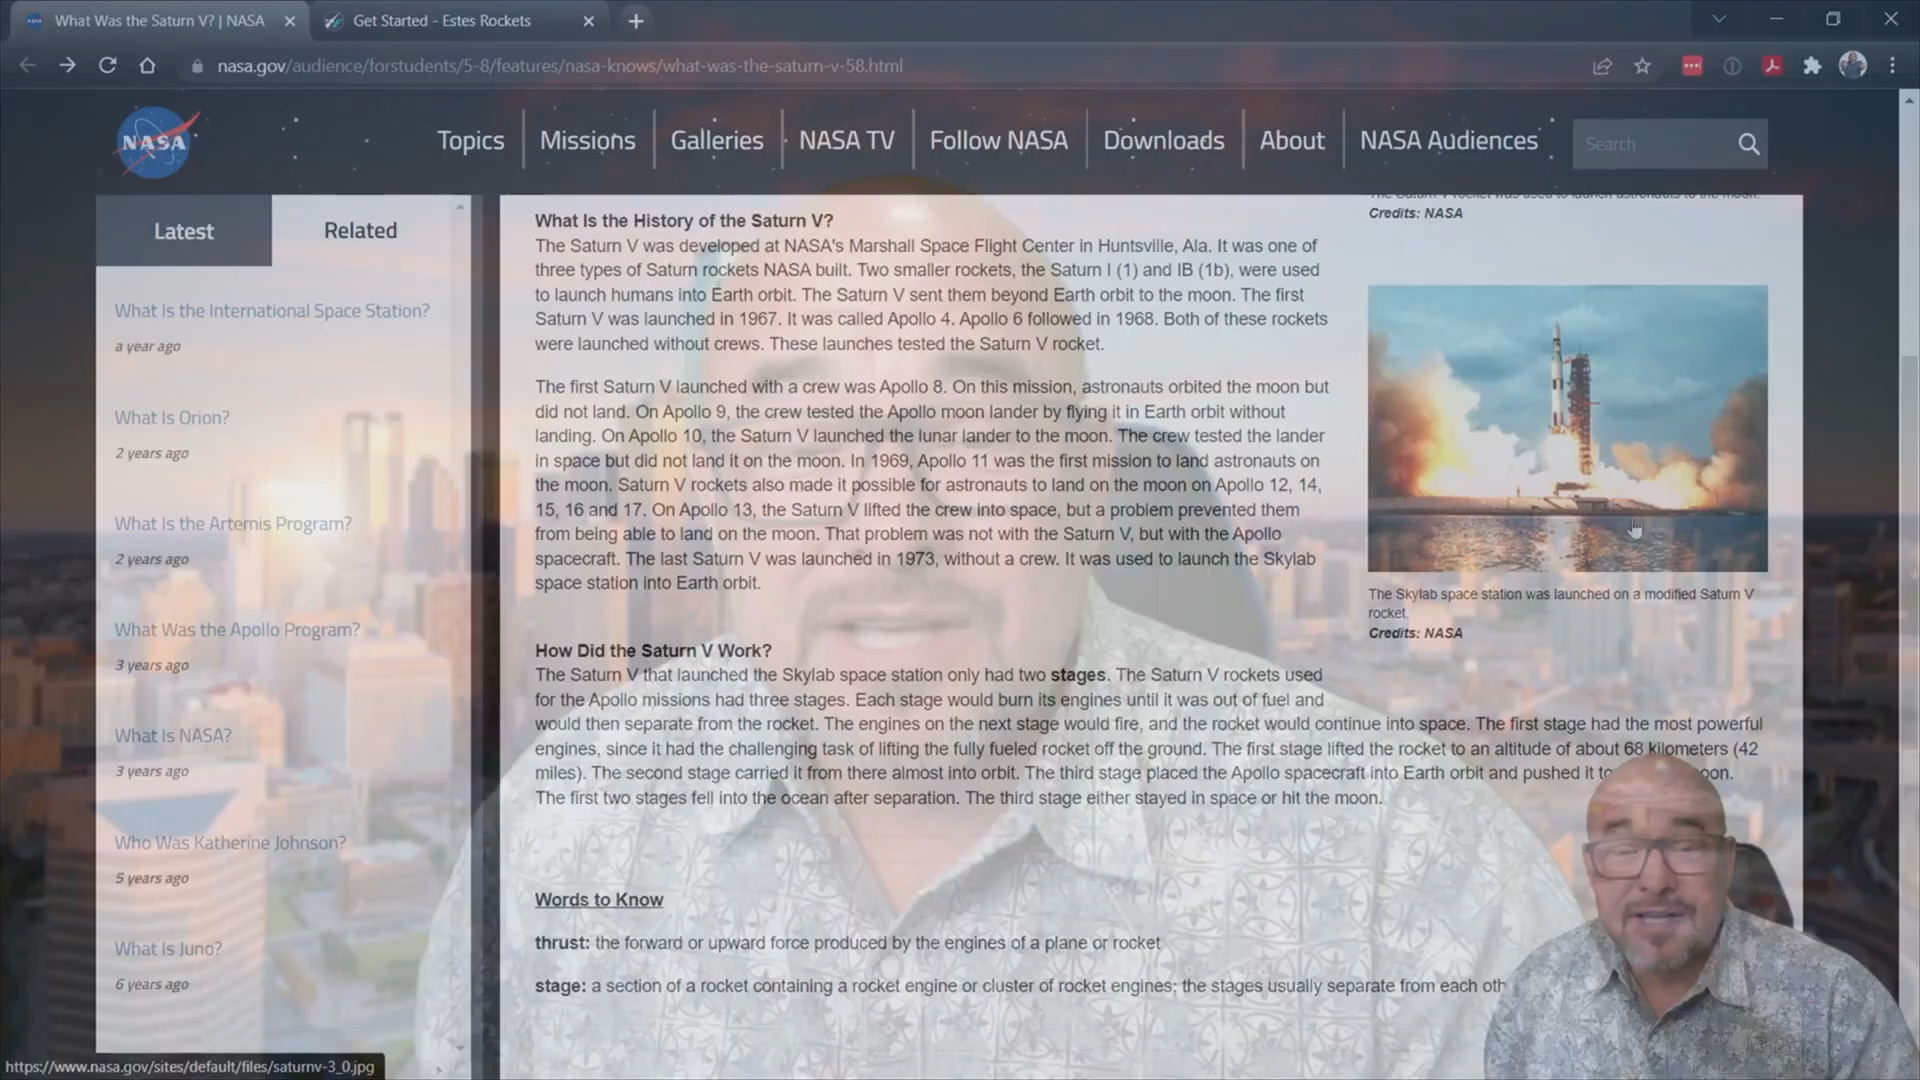 What Was the Saturn V? | NASA
Get Started - Estes Rockets
nasa.gov/audience/forstudents/5-8/features/nasa-knows/what-was-the-saturn-v-58.html
NASA
Topics
Missions
Galleries
NASA TV
Follow NASA
Downloads
About
NASA Audiences
Search
Latest
Related
What Is the International Space Station?
a year ago
What Is Orion?
2 years ago
What Is the Artemis Program?
2 years ago
What Was the Apollo Program?
3 years ago
What Is NASA?
3 years ago
Who Was Katherine Johnson?
5 years ago
What Is Juno?
6 years ago
What Is the History of the Saturn V?
The Saturn V was developed at NASA's Marshall Space Flight Center in Huntsville, Ala. It was one of
three types of Saturn rockets NASA built. Two smaller rockets, the Saturn I (1) and IB (1b), were used
to launch humans into Earth orbit. The Saturn V sent them beyond Earth orbit to the moon. The first
Saturn V was launched in 1967. It was called Apollo 4. Apollo 6 followed in 1968. Both of these rockets
were launched without crews. These launches tested the Saturn V rocket.
The first Saturn V launched with a crew was Apollo 8. On this mission, astronauts orbited the moon but
did not land. On Apollo 9, the crew tested the Apollo moon lander by flying it in Earth orbit without
landing. On Apollo 10, the Saturn V launched the lunar lander to the moon. The crew tested the lander
in space but did not land it on the moon. In 1969, Apollo 11 was the first mission to land astronauts on
the moon. Saturn V rockets also made it possible for astronauts to land on the moon on Apollo 12, 14,
15, 16 and 17. On Apollo 13, the Saturn V lifted the crew into space, but a problem prevented them
from being able to land on the moon. That problem was not with the Saturn V, but with the Apollo
spacecraft. The last Saturn V was launched in 1973, without a crew. It was used to launch the Skylab
space station into Earth orbit.
The Saturn V rocket was used to launch astronauts to the moon.
Credits: NASA
The Skylab space station was launched on a modified Saturn V
rocket.
Credits: NASA
How Did the Saturn V Work?
The Saturn V that launched the Skylab space station only had two stages. The Saturn V rockets used
for the Apollo missions had three stages. Each stage would burn its engines until it was out of fuel and
would then separate from the rocket. The engines on the next stage would fire, and the rocket would continue into space. The first stage had the most powerful
engines, since it had the challenging task of lifting the fully fueled rocket off the ground. The first stage lifted the rocket to an altitude of about 68 kilometers (42
miles). The second stage carried it from there almost into orbit. The third stage placed the Apollo spacecraft into Earth orbit and pushed it
The first two stages fell into the ocean after separation. The third stage either stayed in space or hit the moon.
Words to Know
thrust: the forward or upward force produced by the engines of a plane or rocket
stage: a section of a rocket containing a rocket engine or cluster of rocket engines; the stages usually separate from each
https://www.nasa.gov/sites/default/files/saturnv-3_0.jpg